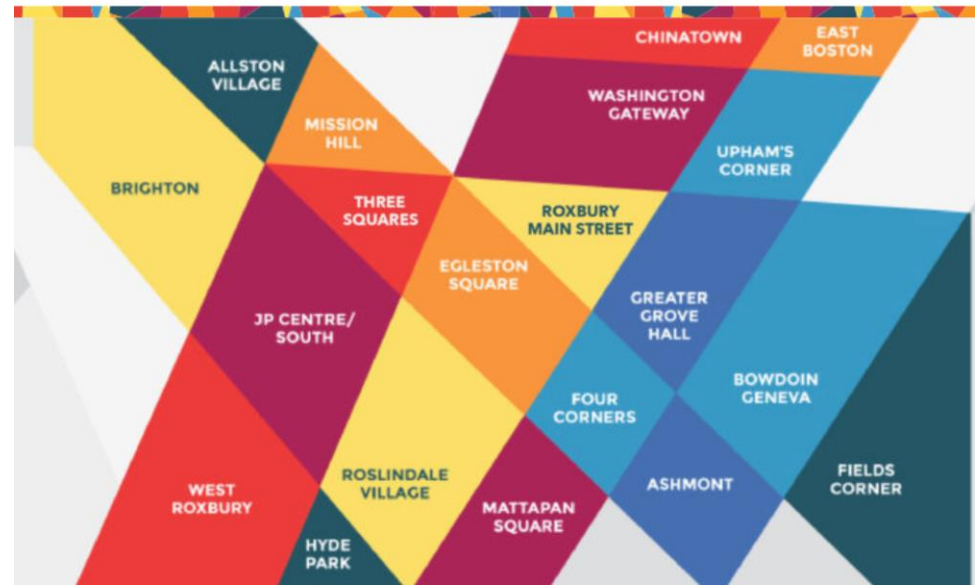 CHINATOWN
EAST
BOSTON
ALLSTON
VILLAGE
WASHINGTON
GATEWAY
MISSION
HILL
UPHAM'S
CORNER
BRIGHTON
THREE
SQUARES
ROXBURY
MAIN STREET
EGLESTON
SQUARE
GREATER
GROVE
HALL
JP CENTRE/
SOUTH
BOWDOIN
GENEVA
FOUR
CORNERS
FIELDS
CORNER
ROSLINDALE
VILLAGE
ASHMONT
WEST
ROXBURY
MATTAPAN
SQUARE
HYDE
PARK